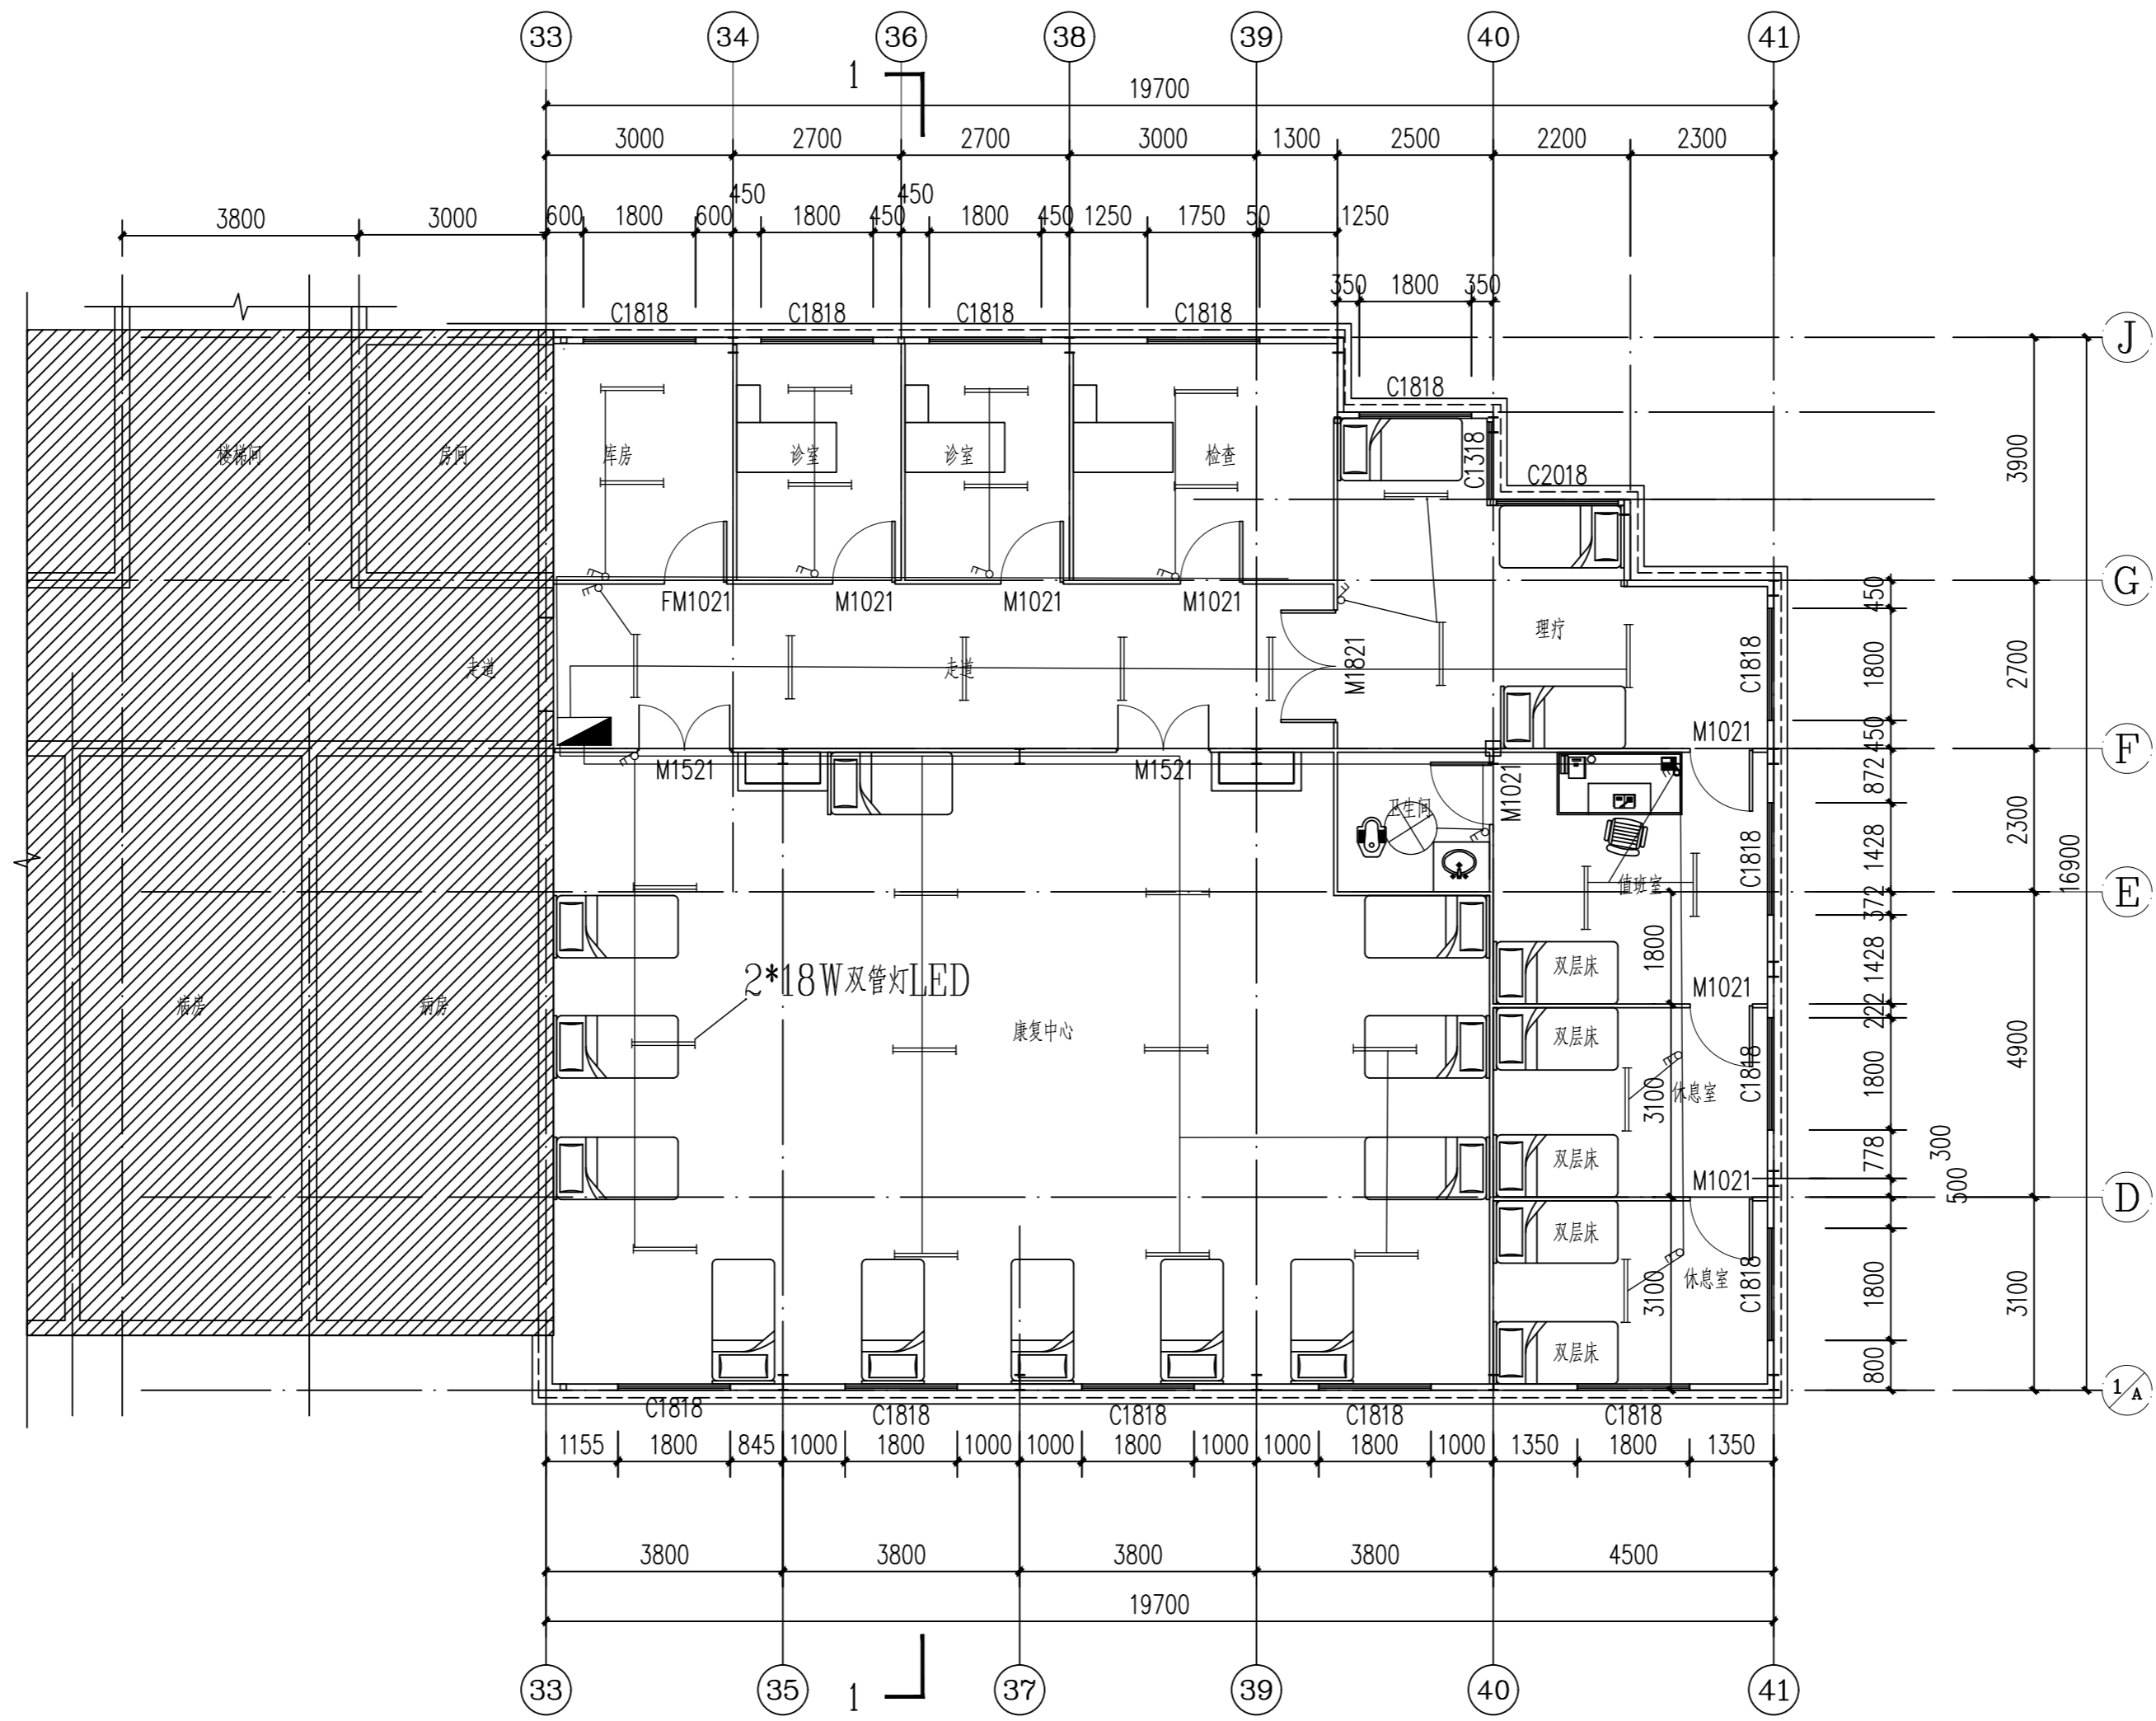 33 34 36 38 39 40 41
1
19700
3000 2700 2700 3000 1300 2500 2200 2300
450 450
3800 3000 600 1800 600 1800 450 1800 450 1250 1750 50 1250
350 1800 350
C1818 C1818 C1818 C1818
J
C1818
楼梯间 房间 库房 诊室 诊室 检查
C1318
C2018
3900
G
FM1021 M1021 M1021 M1021
450
理疗
走道 走道
M1821
C1818
1800
2700
M1021
450
F
M1521 M1521
M1021
872
卫生间
C1818
1428
2300
16900
值班室
E
372
1800
双层床
1428
2*18W双管灯LED
M1021
222
病房 病房
康复中心
双层床
C1818
3100
休息室
1800
4900
双层床
M1021
778
300
500
D
双层床
休息室
C1818
3100
1800
3100
双层床
800
1/A
C1818 C1818 C1818 C1818 C1818
1155 1800 845 1000 1800 1000 1000 1800 1000 1000 1800 1000 1350 1800 1350
3800 3800 3800 3800 4500
19700
1
33 35 37 39 40 41